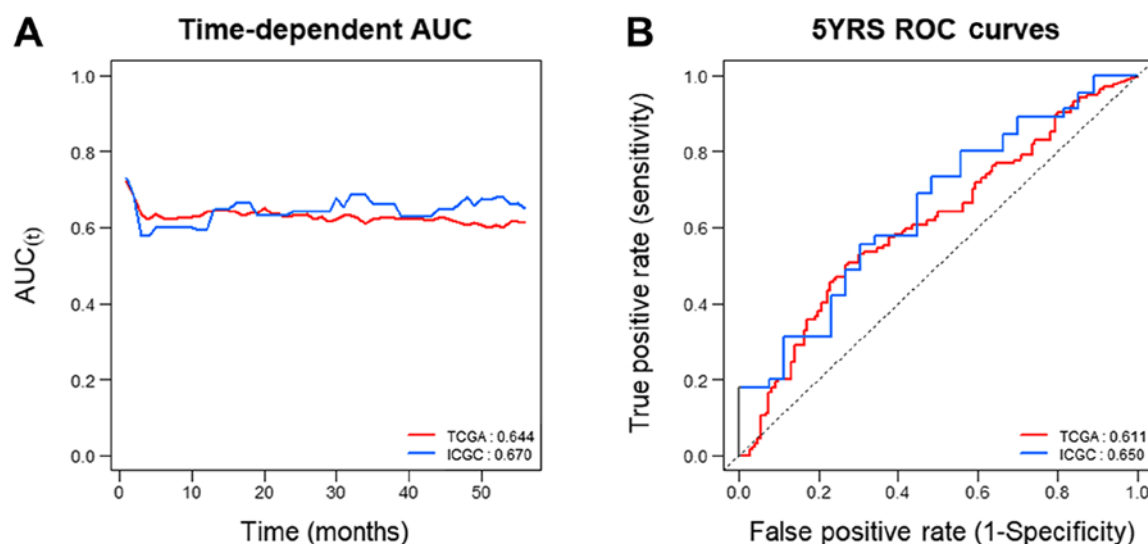 A
Time-dependent AUC
1.0
0.8
0.6
0.4
0.2
0.0
AUC(t)
TCGA : 0.644
ICGC : 0.670
0 10 20 30 40 50
Time (months)
B
5YRS ROC curves
1.0
0.8
0.6
0.4
0.2
0.0
True positive rate (sensitivity)
TCGA : 0.611
ICGC : 0.650
0.0 0.2 0.4 0.6 0.8 1.0
False positive rate (1-Specificity)